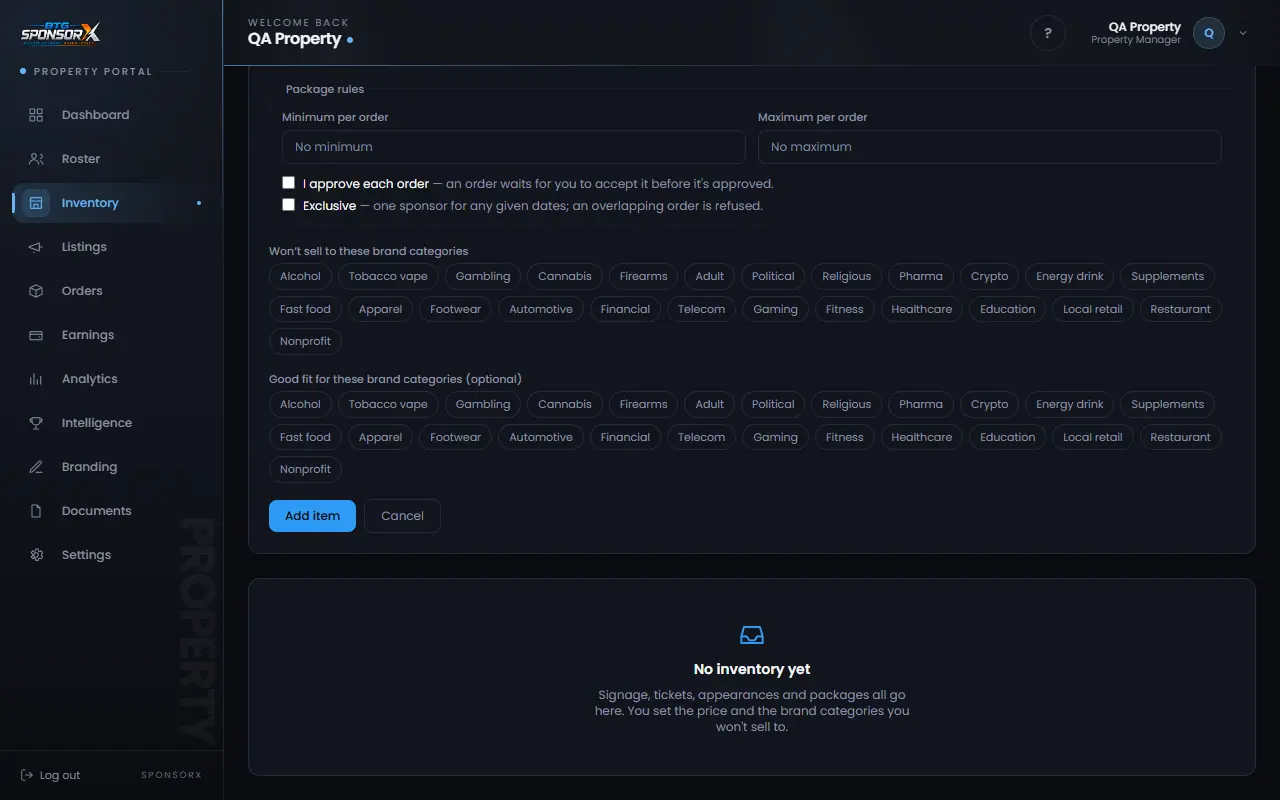 BTG
SPONSORX
WELCOME BACK
QA Property
?
QA Property
Property Manager
Q
PROPERTY PORTAL
Dashboard
Roster
Inventory
Listings
Orders
Earnings
Analytics
Intelligence
Branding
Documents
Settings
PROPERTY
Log out
SPONSORX
Package rules
Minimum per order
Maximum per order
No minimum
No maximum
I approve each order — an order waits for you to accept it before it's approved.
Exclusive — one sponsor for any given dates; an overlapping order is refused.
Won't sell to these brand categories
Alcohol Tobacco vape Gambling Cannabis Firearms Adult Political Religious Pharma Crypto Energy drink Supplements
Fast food Apparel Footwear Automotive Financial Telecom Gaming Fitness Healthcare Education Local retail Restaurant
Nonprofit
Good fit for these brand categories (optional)
Alcohol Tobacco vape Gambling Cannabis Firearms Adult Political Religious Pharma Crypto Energy drink Supplements
Fast food Apparel Footwear Automotive Financial Telecom Gaming Fitness Healthcare Education Local retail Restaurant
Nonprofit
Add item
Cancel
No inventory yet
Signage, tickets, appearances and packages all go
here. You set the price and the brand categories you
won't sell to.